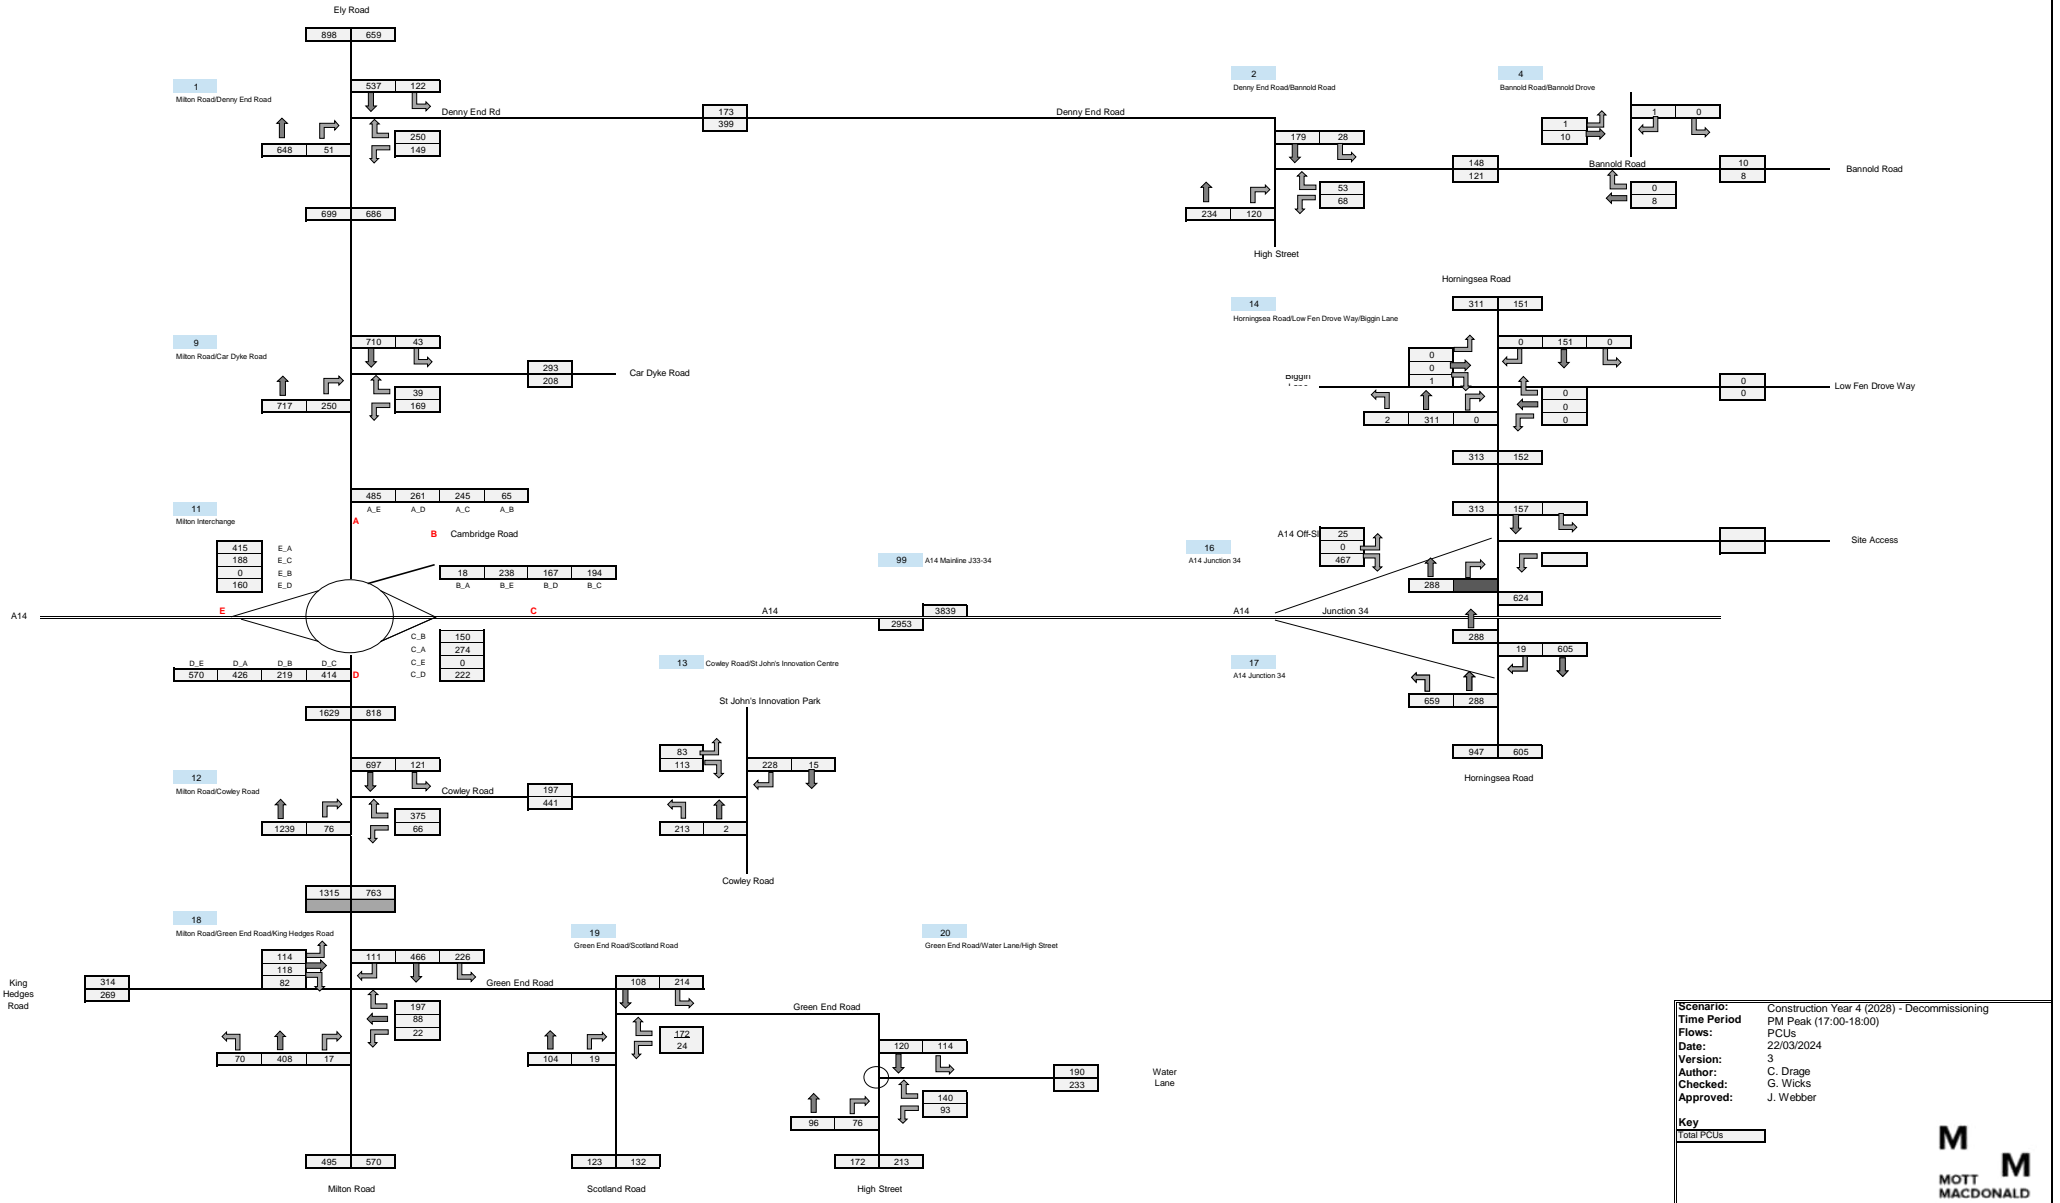 Ely Road
898 659
1
Milton Road/Denny End Road
537 122
Denny End Rd
173
399
Denny End Road
648 51
250
149
2
Denny End Road/Bannold Road
4
Bannold Road/Bannold Drove
179 28
148
121
1
10
1 0
Bannold Road
10
8
Bannold Road
234 120
53
68
0
8
High Street
699 686
Horningsea Road
311 151
14
Horningsea Road/Low Fen Drove Way/Biggin Lane
0
0
1
0 151 0
Biggin
0
0
Low Fen Drove Way
2 311 0
0
0
0
313 152
9
Milton Road/Car Dyke Road
710 43
293
208
Car Dyke Road
717 250
39
169
485 261 245 65
A_E A_D A_C A_B
11
Milton Interchange
A
B Cambridge Road
415 E_A
188 E_C
0 E_B
160 E_D
18 238 167 194
B_A B_E B_D B_C
99 A14 Mainline J33-34
16
A14 Junction 34
313 157
A14 Off-Sl
25
0
467
Site Access
288
624
A14
E
C
A14
3839
2953
A14
Junction 34
288
C_B 150
C_A 274
C_E 0
C_D 222
D_E D_A D_B D_C
570 426 219 414
D
13 Cowley Road/St John's Innovation Centre
17
A14 Junction 34
19 605
659 288
947 605
Horningsea Road
1629 818
St John's Innovation Park
12
Milton Road/Cowley Road
697 121
Cowley Road
197
441
83
113
228 15
1239 76
375
66
213 2
Cowley Road
1315 763
18
Milton Road/Green End Road/King Hedges Road
19
Green End Road/Scotland Road
20
Green End Road/Water Lane/High Street
114
118
82
111 466 226
King
Hedges
Road
314
269
Green End Road
108 214
Green End Road
197
88
22
70 408 17
104 19
172
24
120 114
190
233
Water
Lane
96 76
140
93
495 570
123 132
172 213
Milton Road
Scotland Road
High Street
Scenario: Construction Year 4 (2028) - Decommissioning
Time Period PM Peak (17:00-18:00)
Flows: PCUs
Date: 22/03/2024
Version: 3
Author: C. Drage
Checked: G. Wicks
Approved: J. Webber
Key
Total PCUs
M
M
MOTT
MACDONALD